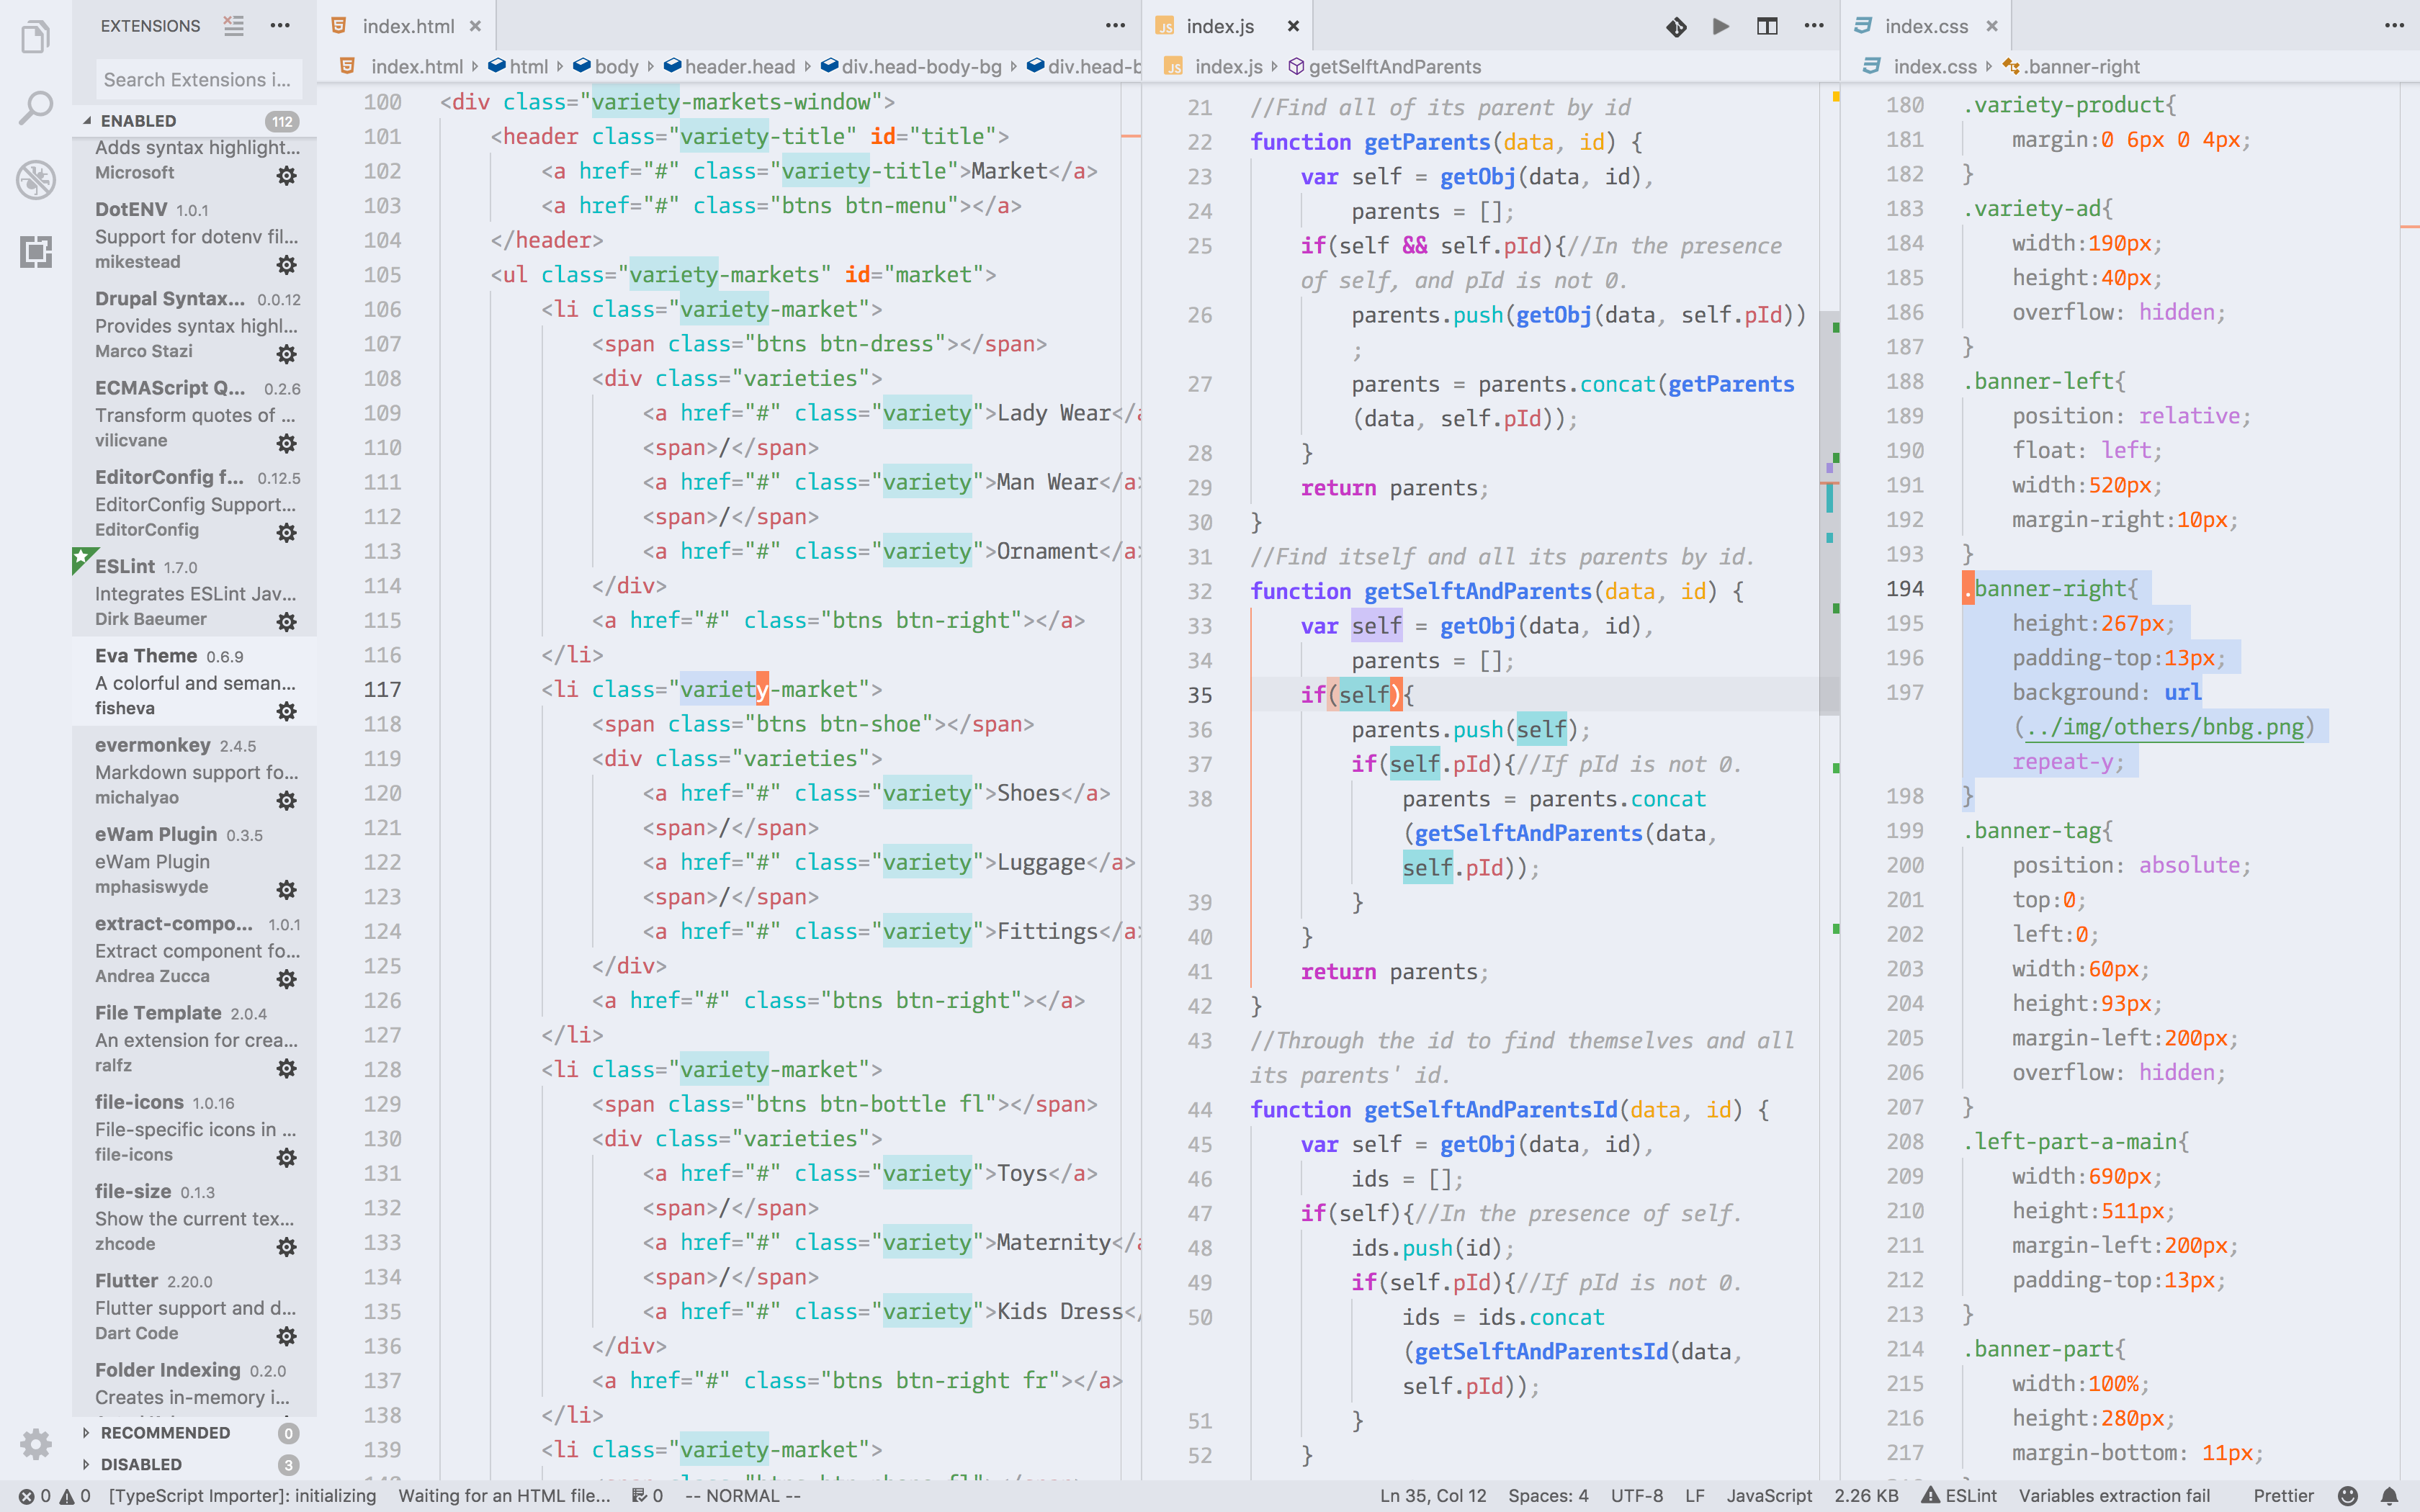 EXTENSIONS
Search Extensions i...
ENABLED 112
Adds syntax highlight...
Microsoft
DotENV 1.0.1
Support for dotenv fil...
mikestead
Drupal Syntax... 0.0.12
Provides syntax highl...
Marco Stazi
ECMAScript Q... 0.2.6
Transform quotes of ...
vilicvane
EditorConfig f... 0.12.5
EditorConfig Support...
EditorConfig
ESLint 1.7.0
Integrates ESLint Jav...
Dirk Baeumer
Eva Theme 0.6.9
A colorful and seman...
fisheva
evermonkey 2.4.5
Markdown support fo...
michalyao
eWam Plugin 0.3.5
eWam Plugin
mphasiswyde
extract-compo... 1.0.1
Extract component fo...
Andrea Zucca
File Template 2.0.4
An extension for crea...
ralfz
file-icons 1.0.16
File-specific icons in ...
file-icons
file-size 0.1.3
Show the current tex...
zhcode
Flutter 2.20.0
Flutter support and d...
Dart Code
Folder Indexing 0.2.0
Creates in-memory i...
RECOMMENDED 0
DISABLED 3
index.html
index.html html body header.head div.head-body-bg div.head-b
100 <div class="variety-markets-window">
101 <header class="variety-title" id="title">
102 <a href="#" class="variety-title">Market</a>
103 <a href="#" class="btns btn-menu"></a>
104 </header>
105 <ul class="variety-markets" id="market">
106 <li class="variety-market">
107 <span class="btns btn-dress"></span>
108 <div class="varieties">
109 <a href="#" class="variety">Lady Wear</a
110 <span>/</span>
111 <a href="#" class="variety">Man Wear</a>
112 <span>/</span>
113 <a href="#" class="variety">Ornament</a>
114 </div>
115 <a href="#" class="btns btn-right"></a>
116 </li>
117 <li class="variety-market">
118 <span class="btns btn-shoe"></span>
119 <div class="varieties">
120 <a href="#" class="variety">Shoes</a>
121 <span>/</span>
122 <a href="#" class="variety">Luggage</a>
123 <span>/</span>
124 <a href="#" class="variety">Fittings</a>
125 </div>
126 <a href="#" class="btns btn-right"></a>
127 </li>
128 <li class="variety-market">
129 <span class="btns btn-bottle fl"></span>
130 <div class="varieties">
131 <a href="#" class="variety">Toys</a>
132 <span>/</span>
133 <a href="#" class="variety">Maternity</a
134 <span>/</span>
135 <a href="#" class="variety">Kids Dress</
136 </div>
137 <a href="#" class="btns btn-right fr"></a>
138 </li>
139 <li class="variety-market">
index.js
index.js getSelftAndParents
21 //Find all of its parent by id
22 function getParents(data, id) {
23 var self = getObj(data, id),
24 parents = [];
25 if(self && self.pId){//In the presence
of self, and pId is not 0.
26 parents.push(getObj(data, self.pId))
;
27 parents = parents.concat(getParents
(data, self.pId));
28 }
29 return parents;
30 }
31 //Find itself and all its parents by id.
32 function getSelftAndParents(data, id) {
33 var self = getObj(data, id),
34 parents = [];
35 if(self){
36 parents.push(self);
37 if(self.pId){//If pId is not 0.
38 parents = parents.concat
(getSelftAndParents(data,
self.pId));
39 }
40 }
41 return parents;
42 }
43 //Through the id to find themselves and all
its parents' id.
44 function getSelftAndParentsId(data, id) {
45 var self = getObj(data, id),
46 ids = [];
47 if(self){//In the presence of self.
48 ids.push(id);
49 if(self.pId){//If pId is not 0.
50 ids = ids.concat
(getSelftAndParentsId(data,
self.pId));
51 }
52 }
index.css
index.css .banner-right
180 .variety-product{
181 margin:0 6px 0 4px;
182 }
183 .variety-ad{
184 width:190px;
185 height:40px;
186 overflow: hidden;
187 }
188 .banner-left{
189 position: relative;
190 float: left;
191 width:520px;
192 margin-right:10px;
193 }
194 .banner-right{
195 height:267px;
196 padding-top:13px;
197 background: url
(../img/others/bnbg.png)
repeat-y;
198 }
199 .banner-tag{
200 position: absolute;
201 top:0;
202 left:0;
203 width:60px;
204 height:93px;
205 margin-left:200px;
206 overflow: hidden;
207 }
208 .left-part-a-main{
209 width:690px;
210 height:511px;
211 margin-left:200px;
212 padding-top:13px;
213 }
214 .banner-part{
215 width:100%;
216 height:280px;
217 margin-bottom: 11px;
0 0 [TypeScript Importer]: initializing Waiting for an HTML file... 0 -- NORMAL -- Ln 35, Col 12 Spaces: 4 UTF-8 LF JavaScript 2.26 KB ESLint Variables extraction fail Prettier